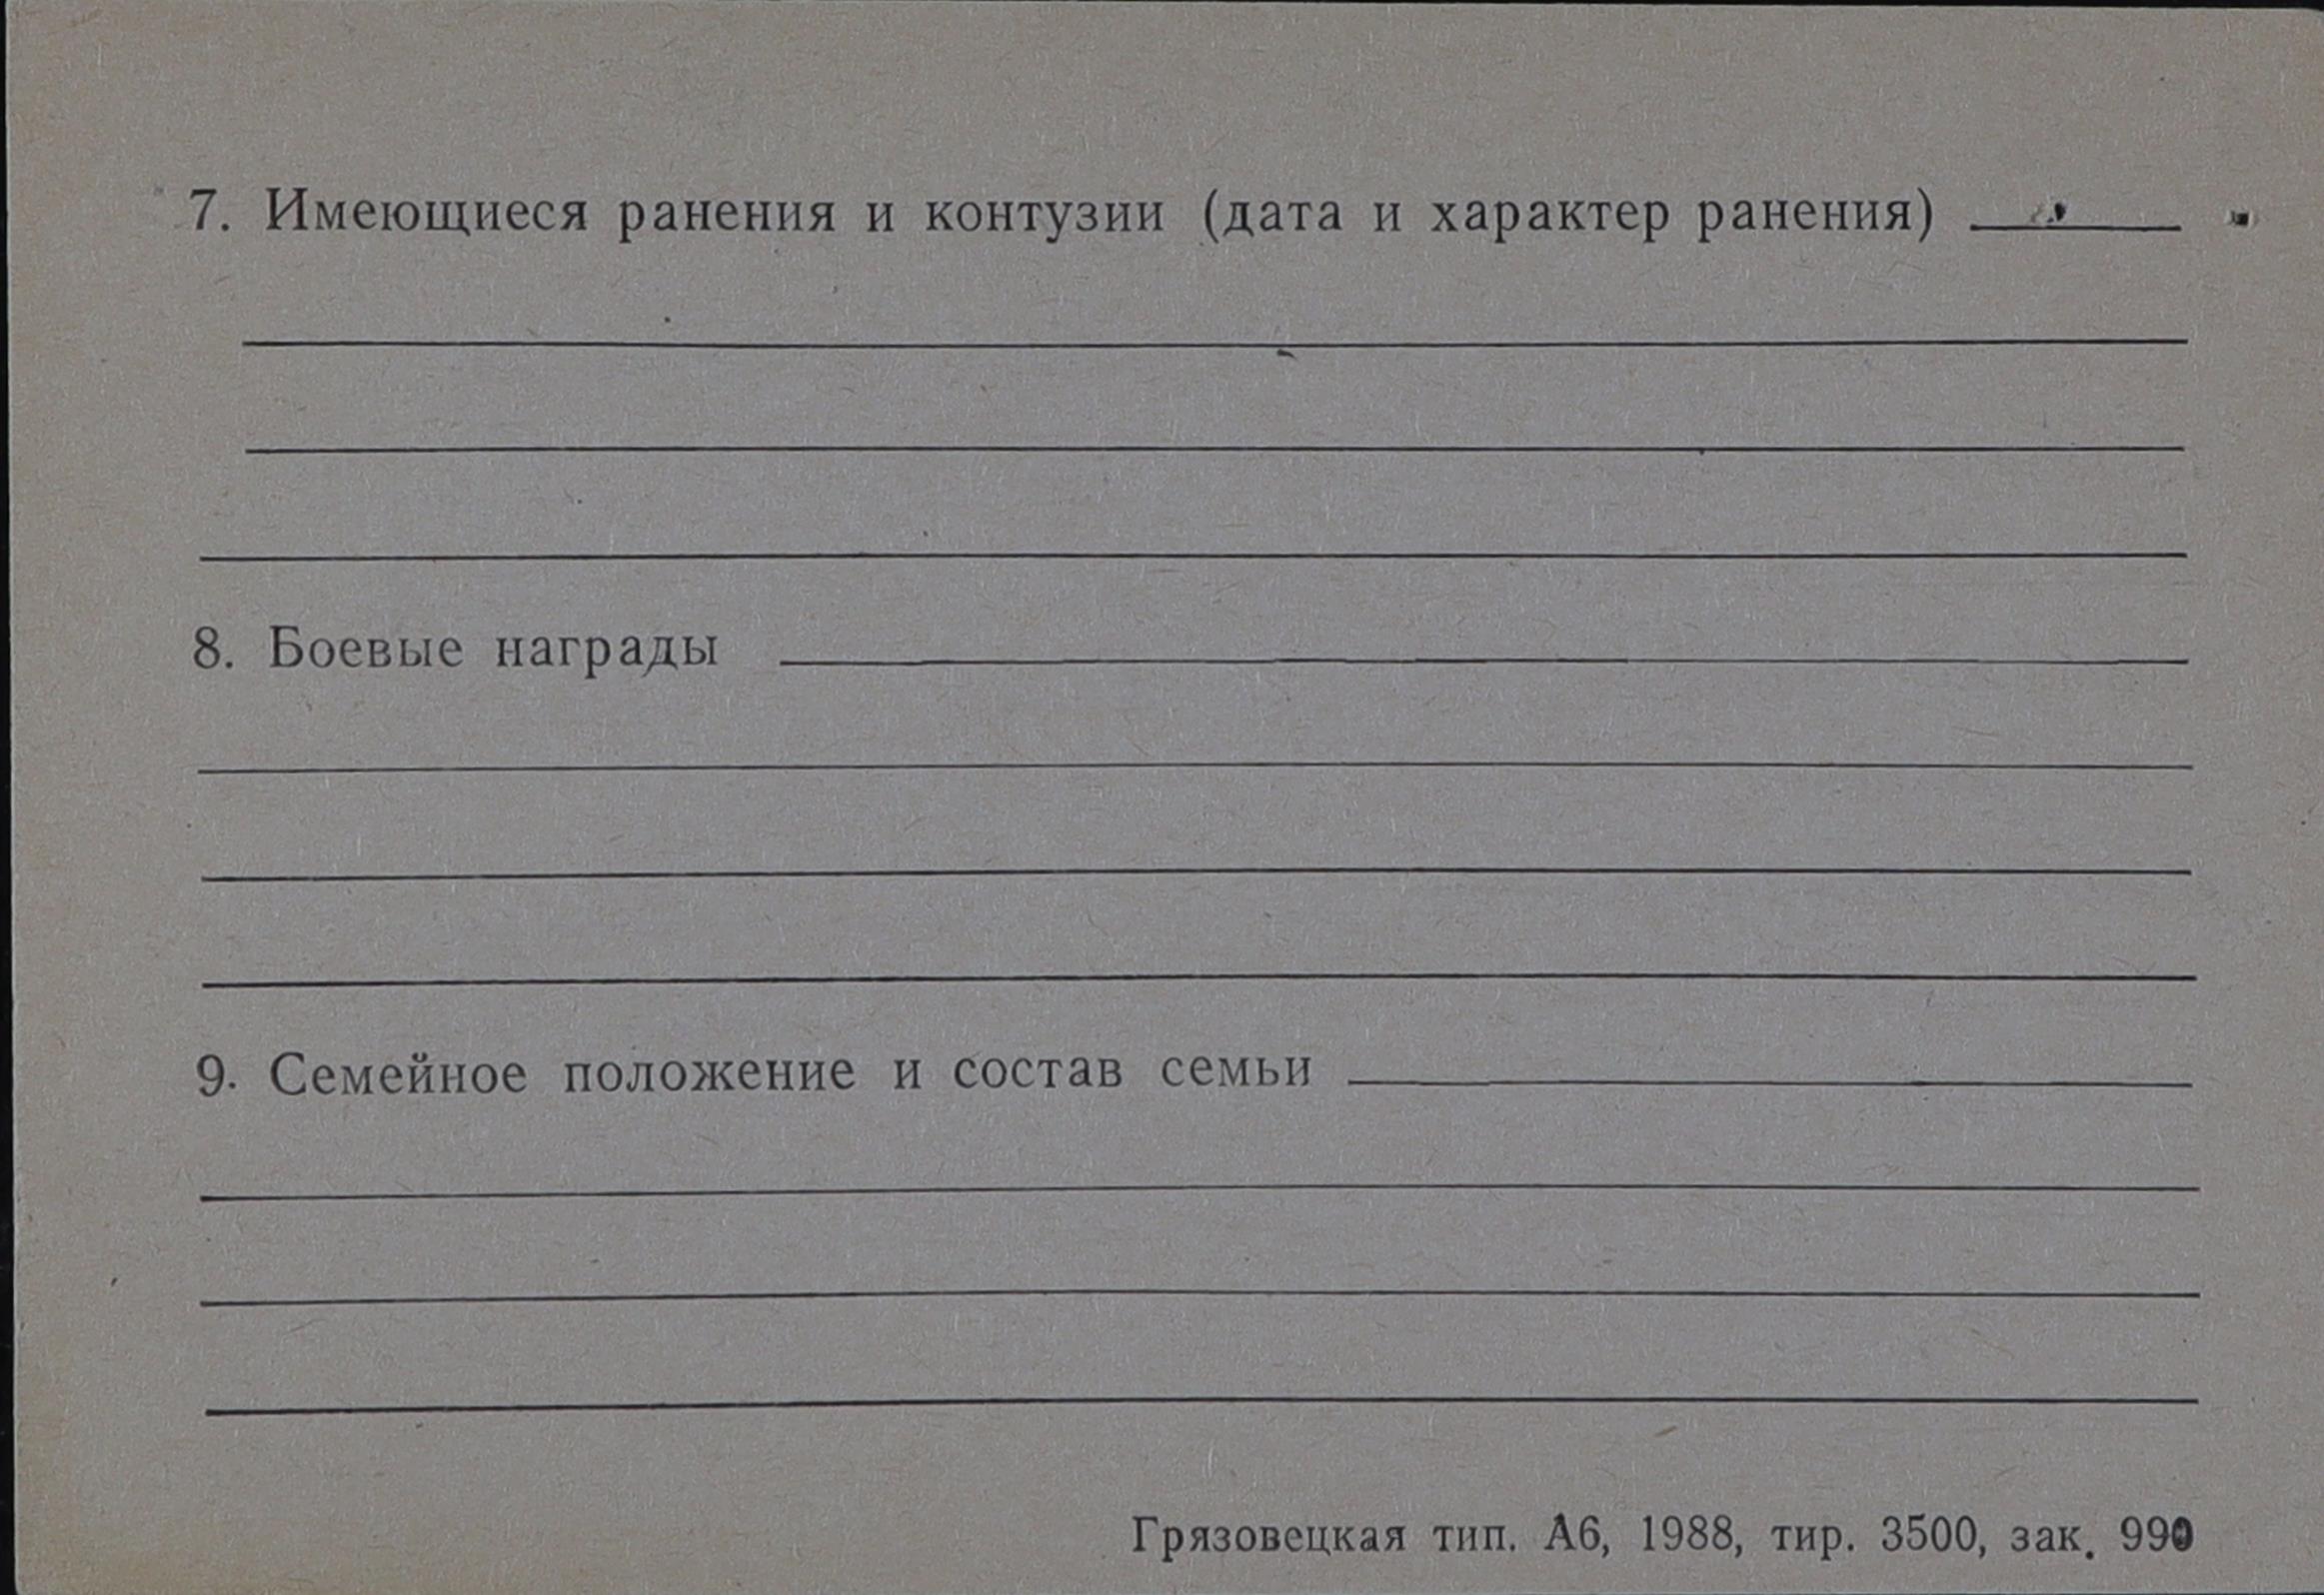 7. Имеющиеся ранения и контузии (дата и характер ранения)
8. Боевые награды
9. Семейное положение и состав семьи
Грязовецкая тип. А6, 1988, тир. 3500, зак. 990